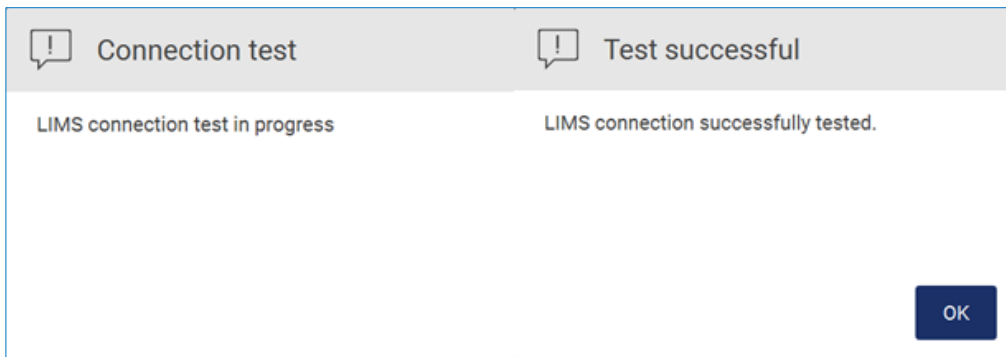 Connection test
LIMS connection test in progress
Test successful
LIMS connection successfully tested.
OK